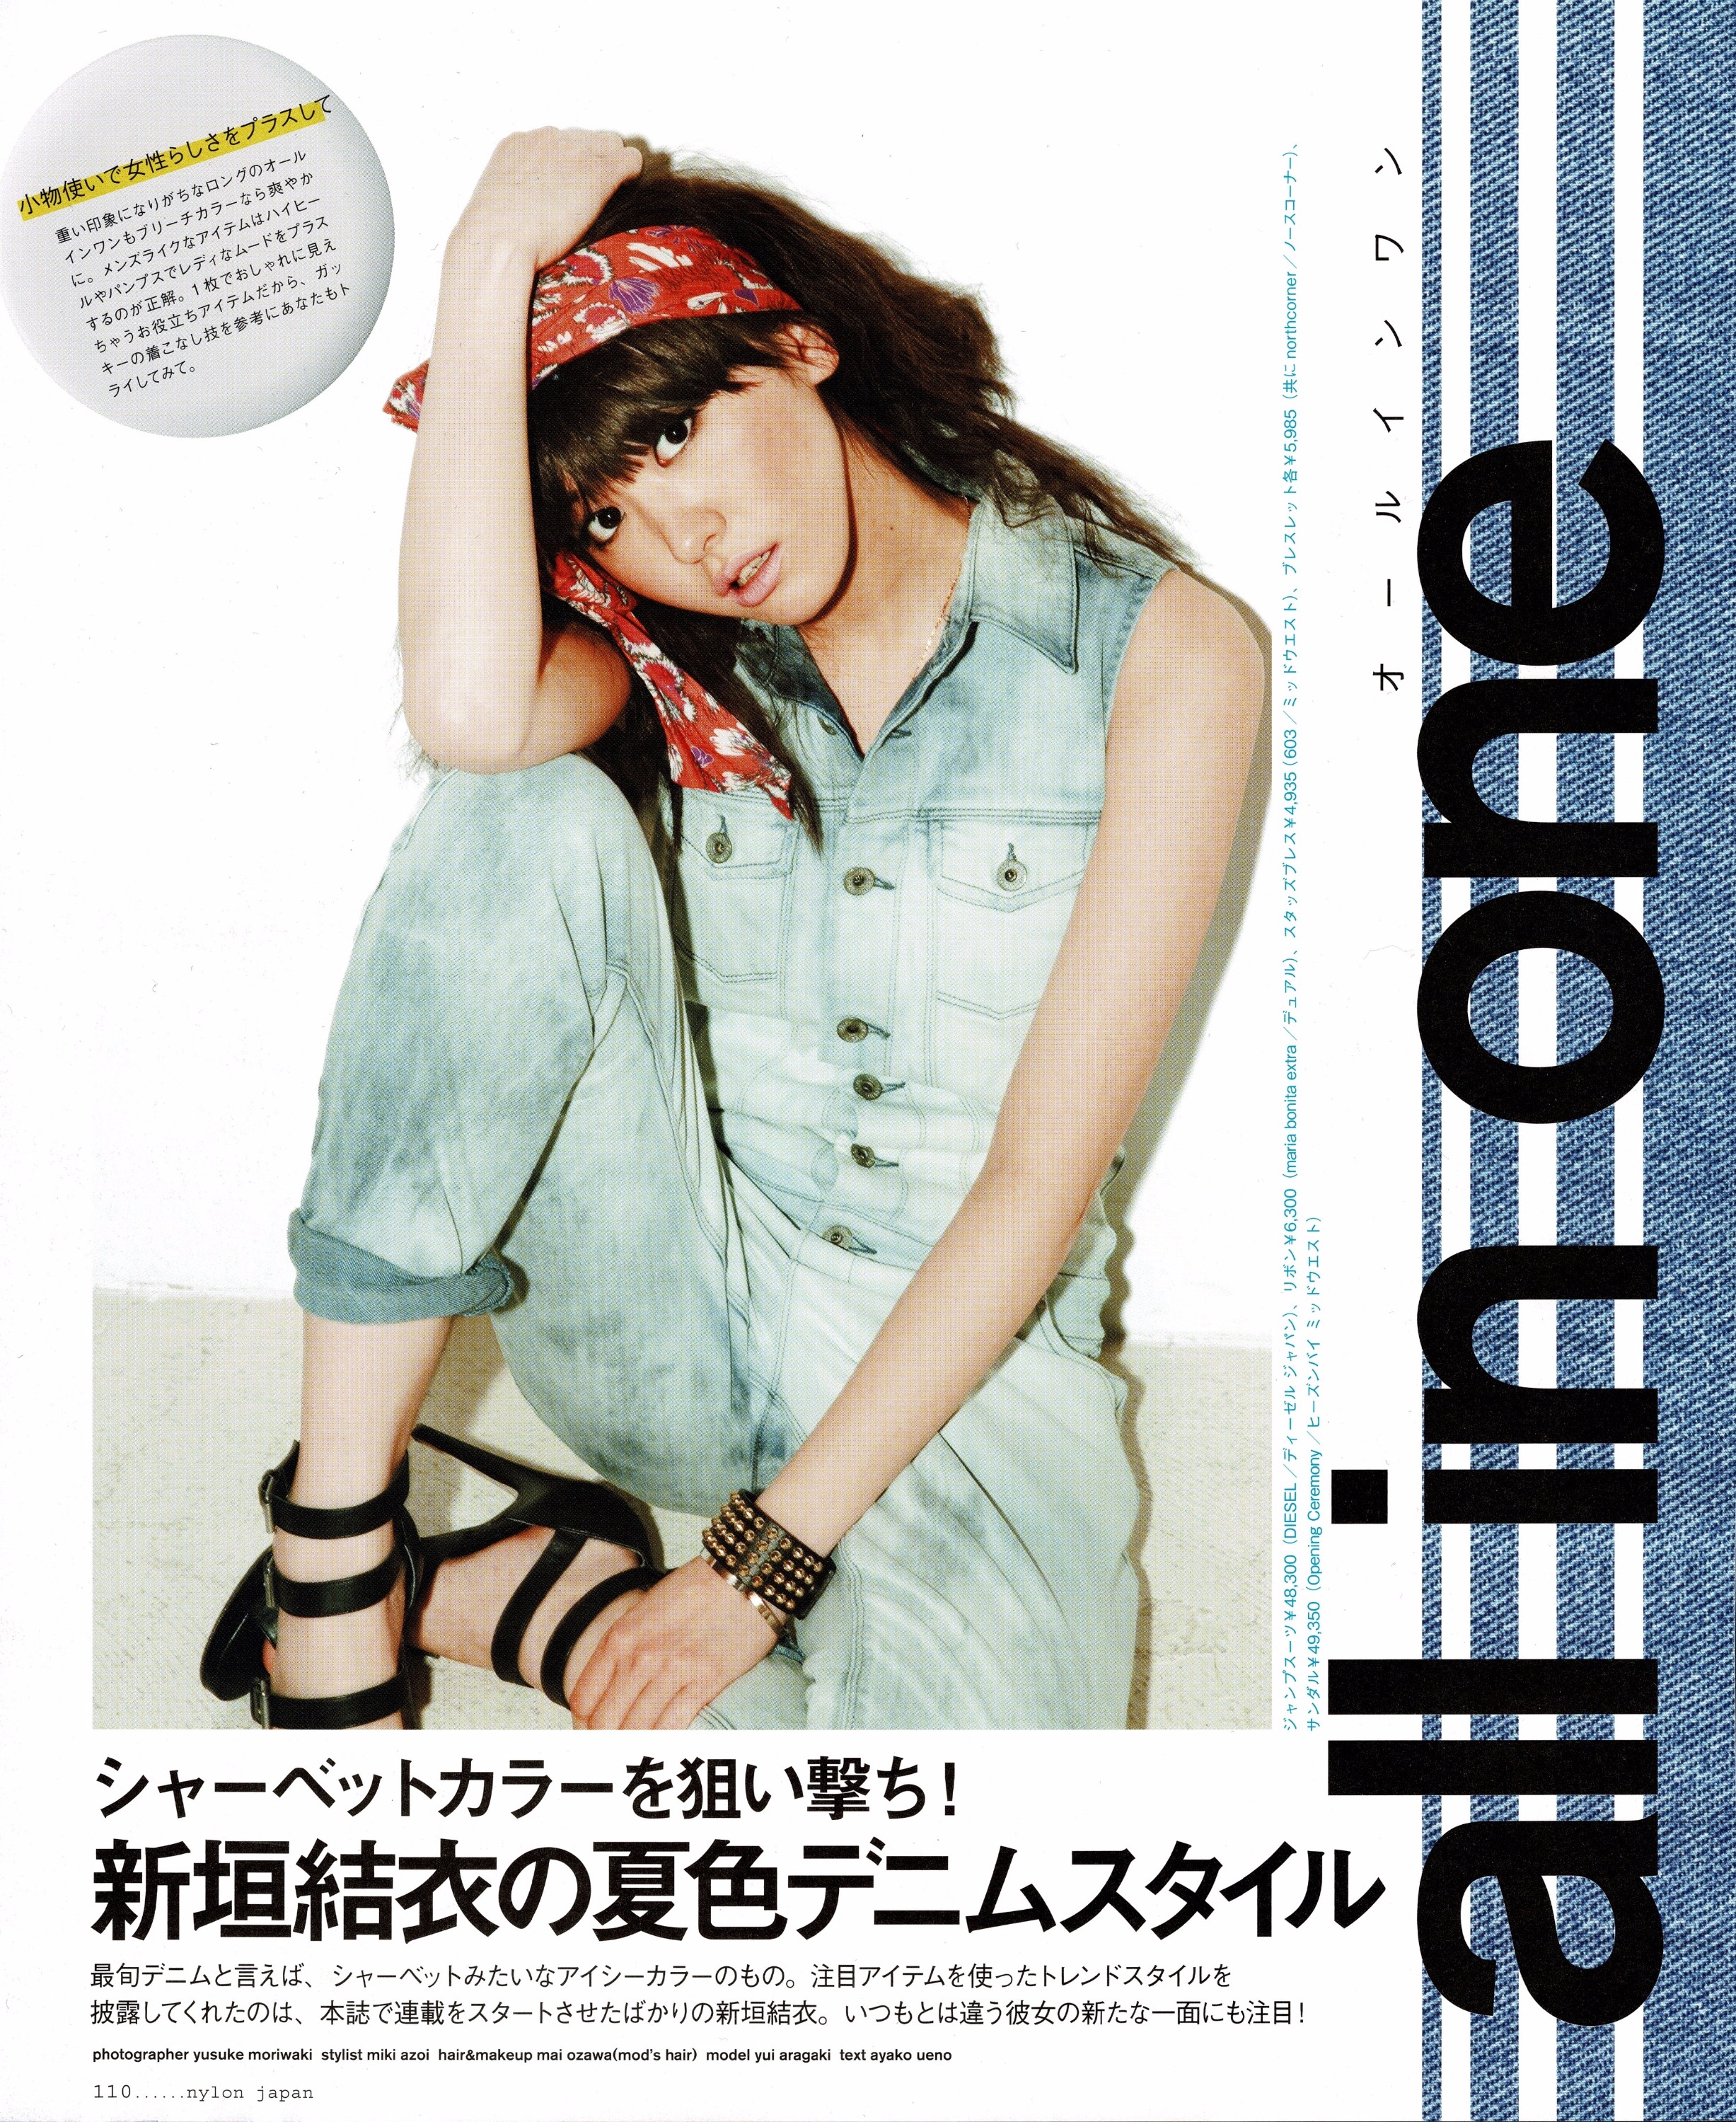 小物使いで女性らしさをプラスして
重い印象になりがちなロングのオール
インワンもブリーチカラーなら爽やか
に。メンズライクなアイテムはハイヒー
ルやパンプスでレディなムードをプラス
するのが正解。1枚でおしゃれに見え
ちゃうお役立ちアイテムだから、ガッ
キーの着こなし技を参考にあなたもト
ライしてみて。
all in one
オールインワン
ジャンプスーツ¥48,300（DIESEL／ディーゼル ジャパン）、リボン¥6,300（maria bonita extra／デュアル）、スタッズブレス¥4,935（603／ミッドウエスト）、ブレスレット各¥5,985（共に northcorner／ノースコーナー）、
サンダル¥49,350（Opening Ceremony／ヒーズンバイ ミッドウエスト）
シャーベットカラーを狙い撃ち!
新垣結衣の夏色デニムスタイル
最旬デニムと言えば、シャーベットみたいなアイシーカラーのもの。注目アイテムを使ったトレンドスタイルを
披露してくれたのは、本誌で連載をスタートさせたばかりの新垣結衣。いつもとは違う彼女の新たな一面にも注目!
photographer yusuke moriwaki stylist miki azoi hair&makeup mai ozawa(mod's hair) model yui aragaki text ayako ueno
110......nylon japan